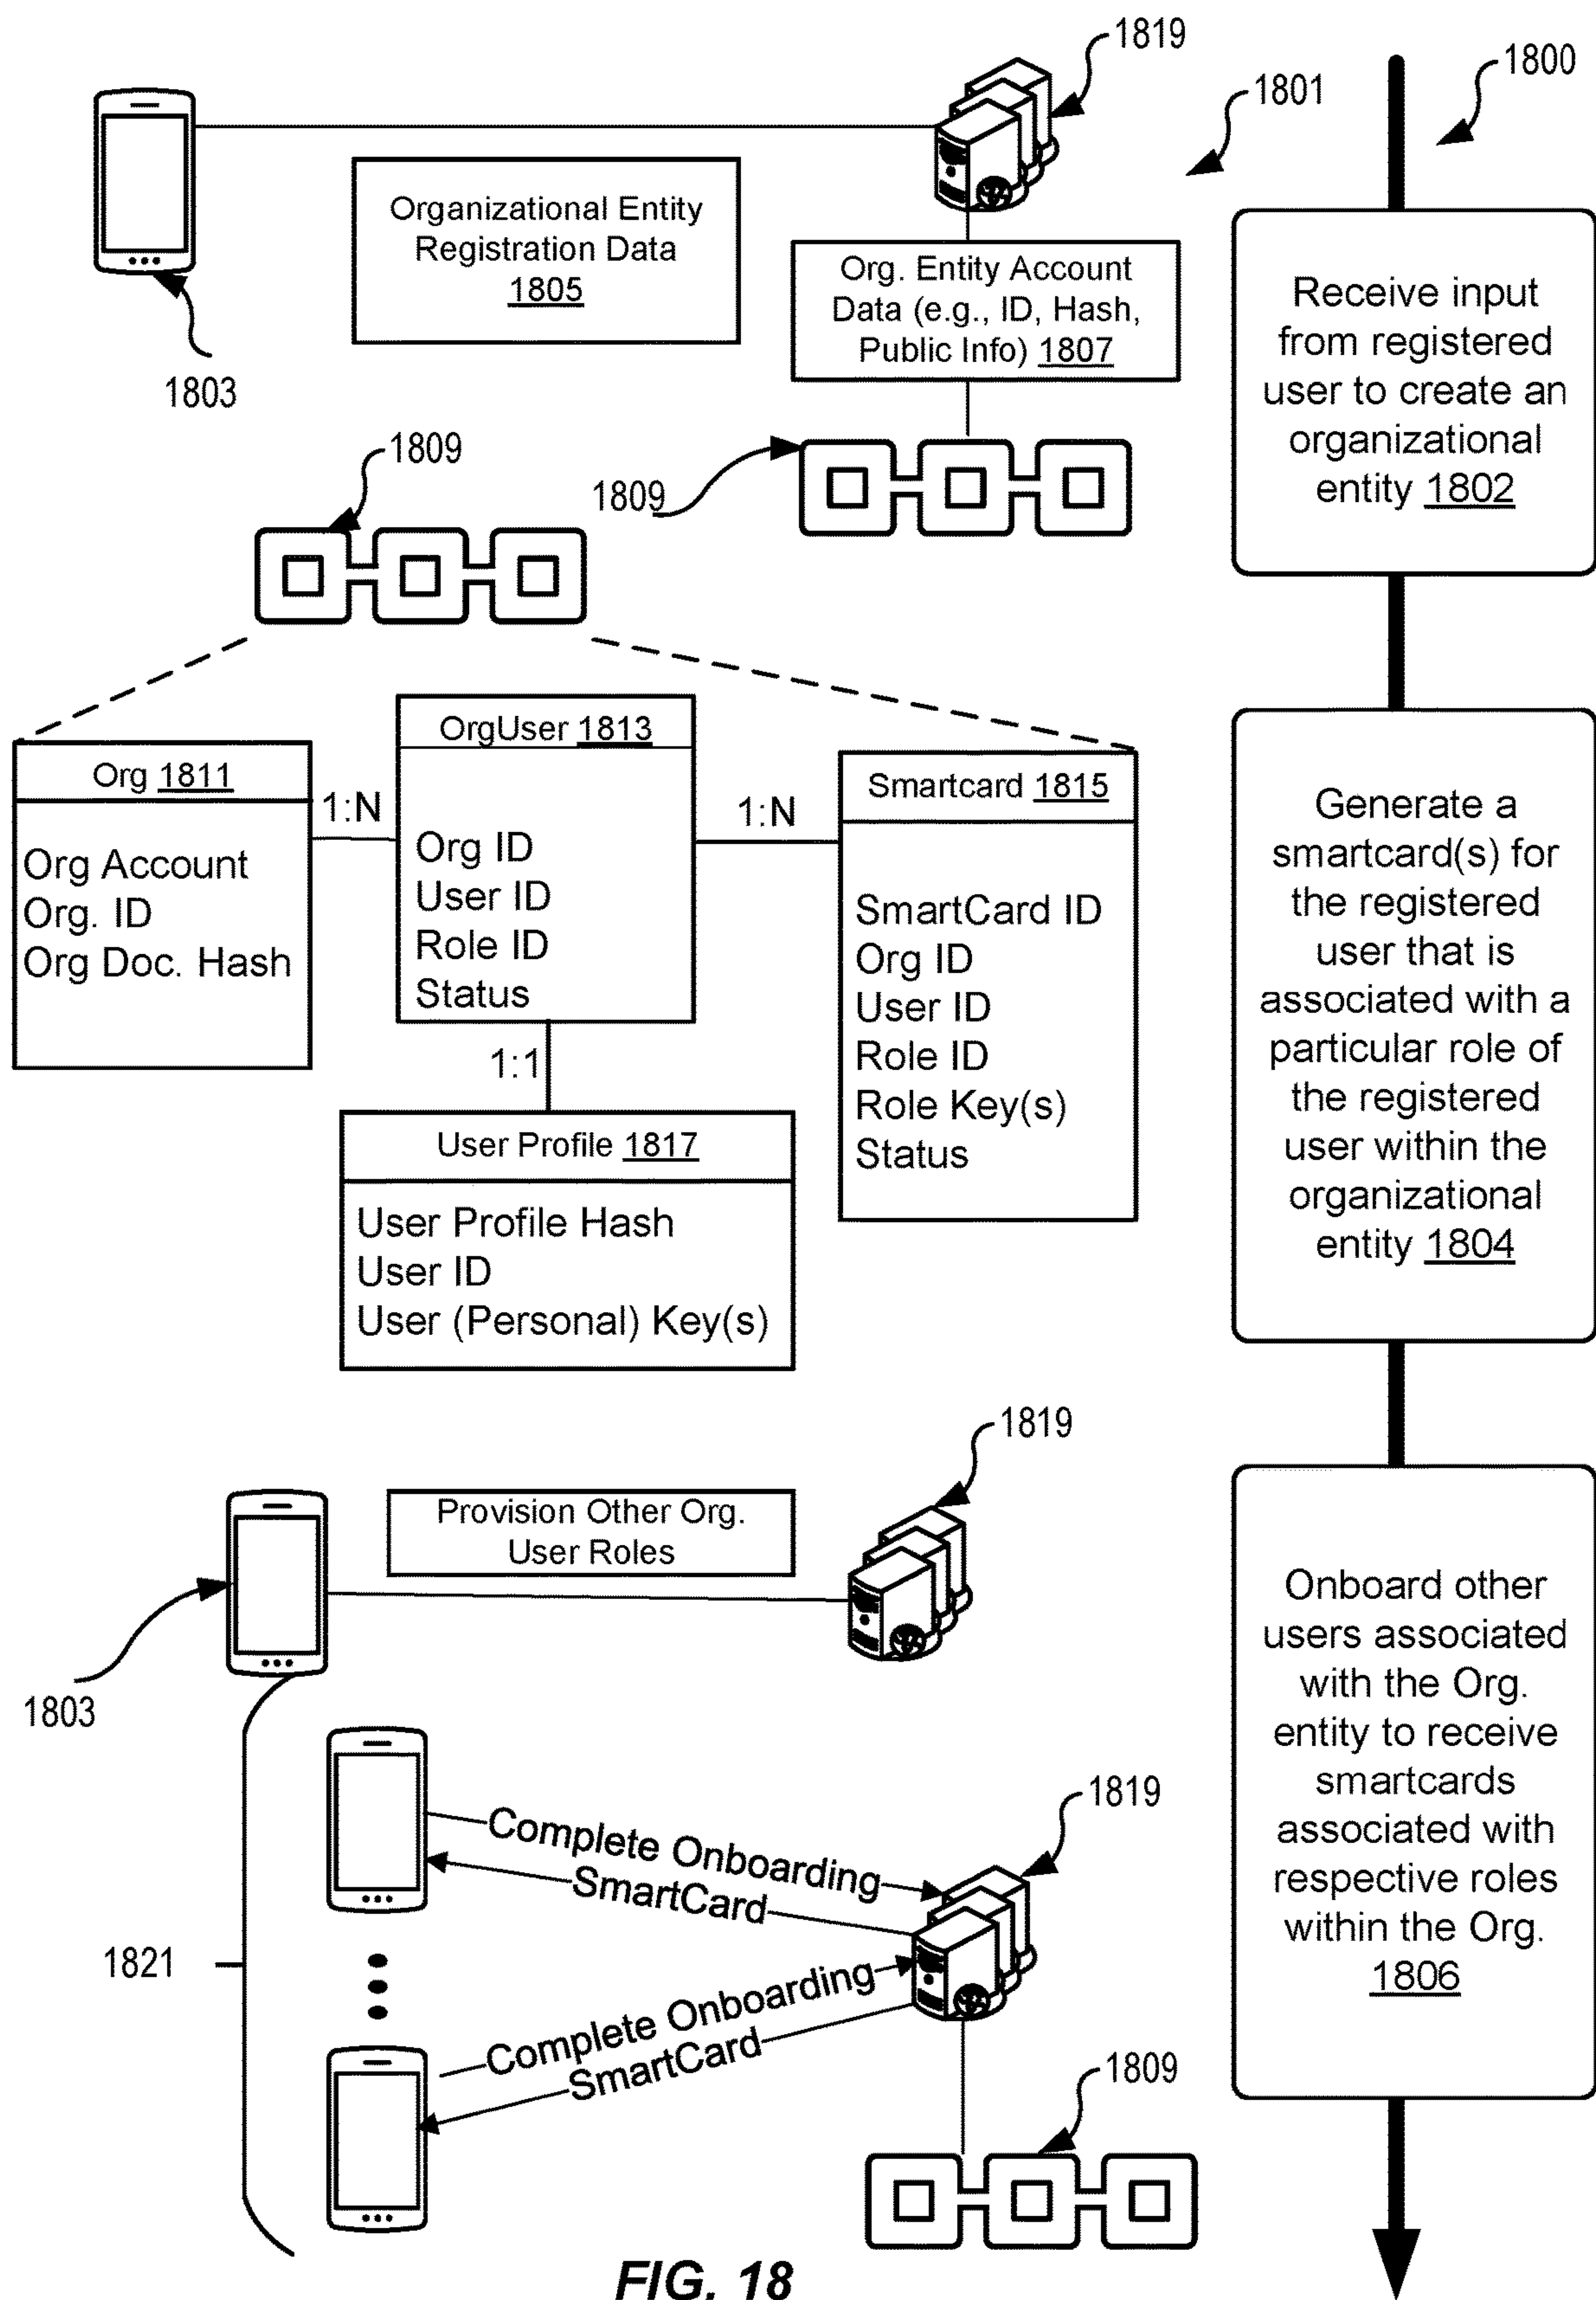 1819
1800
1801
Organizational Entity
Registration Data
1805
1803
Org. Entity Account
Data (e.g., ID, Hash,
Public Info) 1807
1809
1809
Receive input
from registered
user to create an
organizational
entity 1802
Org 1811
Org Account
Org. ID
Org Doc. Hash
1:N
OrgUser 1813
Org ID
User ID
Role ID
Status
1:N
Smartcard 1815
SmartCard ID
Org ID
User ID
Role ID
Role Key(s)
Status
1:1
User Profile 1817
User Profile Hash
User ID
User (Personal) Key(s)
Generate a
smartcard(s) for
the registered
user that is
associated with a
particular role of
the registered
user within the
organizational
entity 1804
1819
Provision Other Org.
User Roles
1803
1819
Complete Onboarding
SmartCard
1821
Complete Onboarding
SmartCard
1809
Onboard other
users associated
with the Org.
entity to receive
smartcards
associated with
respective roles
within the Org.
1806
FIG. 18